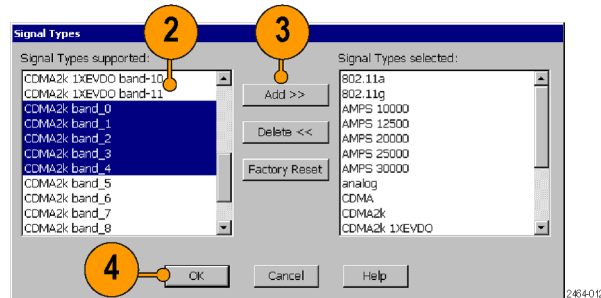 Signal Types
2
3
Signal Types supported:
Signal Types selected:
CDMA2k 1XEVDO band-10
CDMA2k 1XEVDO band-11
CDMA2k band_0
CDMA2k band_1
CDMA2k band_2
CDMA2k band_3
CDMA2k band_4
CDMA2k band_5
CDMA2k band_6
CDMA2k band_7
CDMA2k band_8
Add >>
Delete <<
Factory Reset
802.11a
802.11g
AMPS 10000
AMPS 12500
AMPS 20000
AMPS 25000
AMPS 30000
analog
CDMA
CDMA2k
CDMA2k 1XEVDO
4
OK
Cancel
Help
2464-012